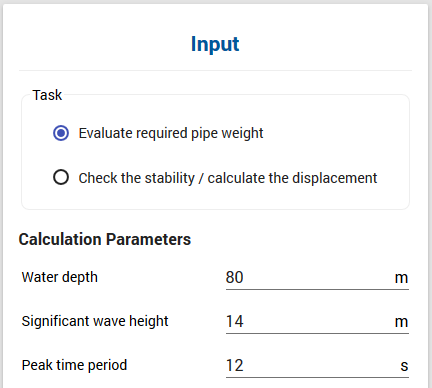 Input
Task
Evaluate required pipe weight
Check the stability / calculate the displacement
Calculation Parameters
Water depth 80 m
Significant wave height 14 m
Peak time period 12 s